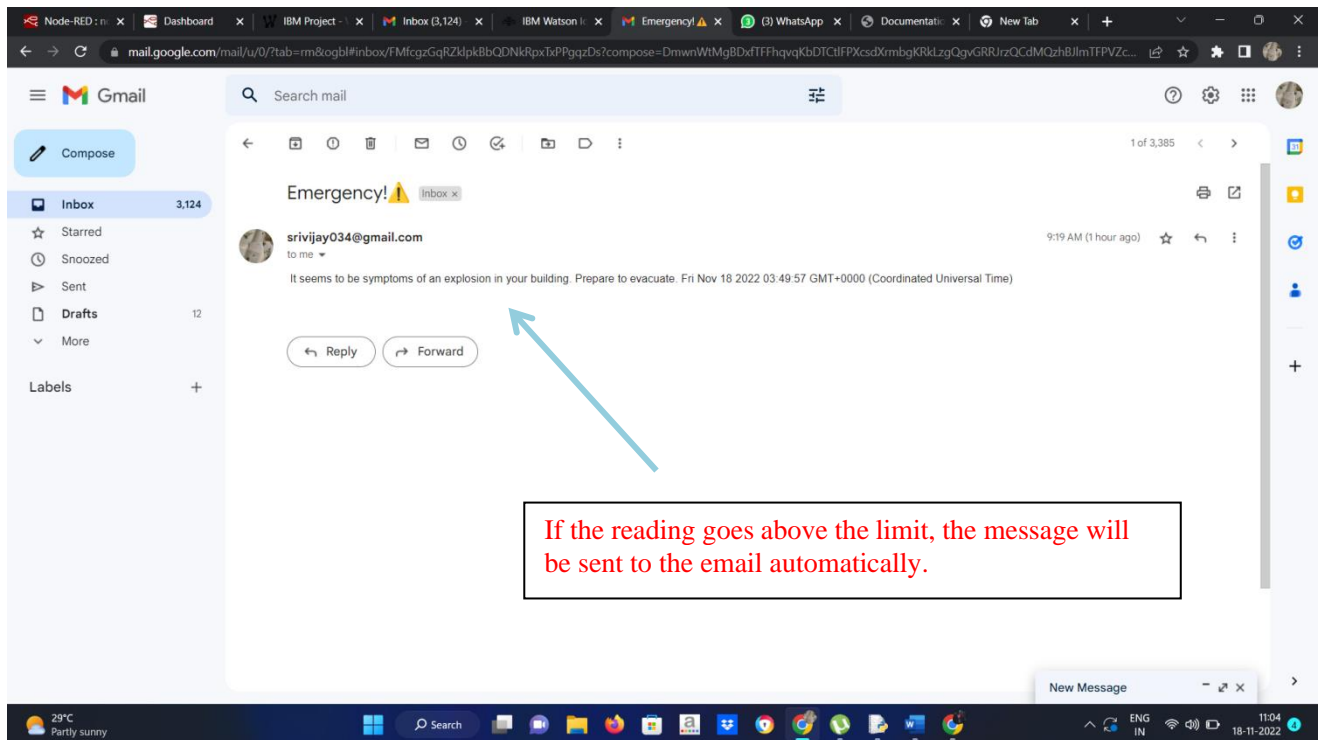 Node-RED : n Dashboard IBM Project - Inbox (3,124) - IBM Watson Emergency!⚠ (3) WhatsApp Documentatio New Tab
mail.google.com/mail/u/0/?tab=rm&ogbl#inbox/
Gmail Search mail
Compose 1 of 3,385
Emergency!⚠ Inbox ×
Inbox 3,124
Starred srivijay034@gmail.com 9:19 AM (1 hour ago)
to me
Snoozed
It seems to be symptoms of an explosion in your building. Prepare to evacuate. Fri Nov 18 2022 03:49:57 GMT+0000 (Coordinated Universal Time)
Sent
Drafts 12
More
Reply Forward
Labels
If the reading goes above the limit, the message will
be sent to the email automatically.
New Message
29°C
Partly sunny
Search
ENG
IN
11:04
18-11-2022
4